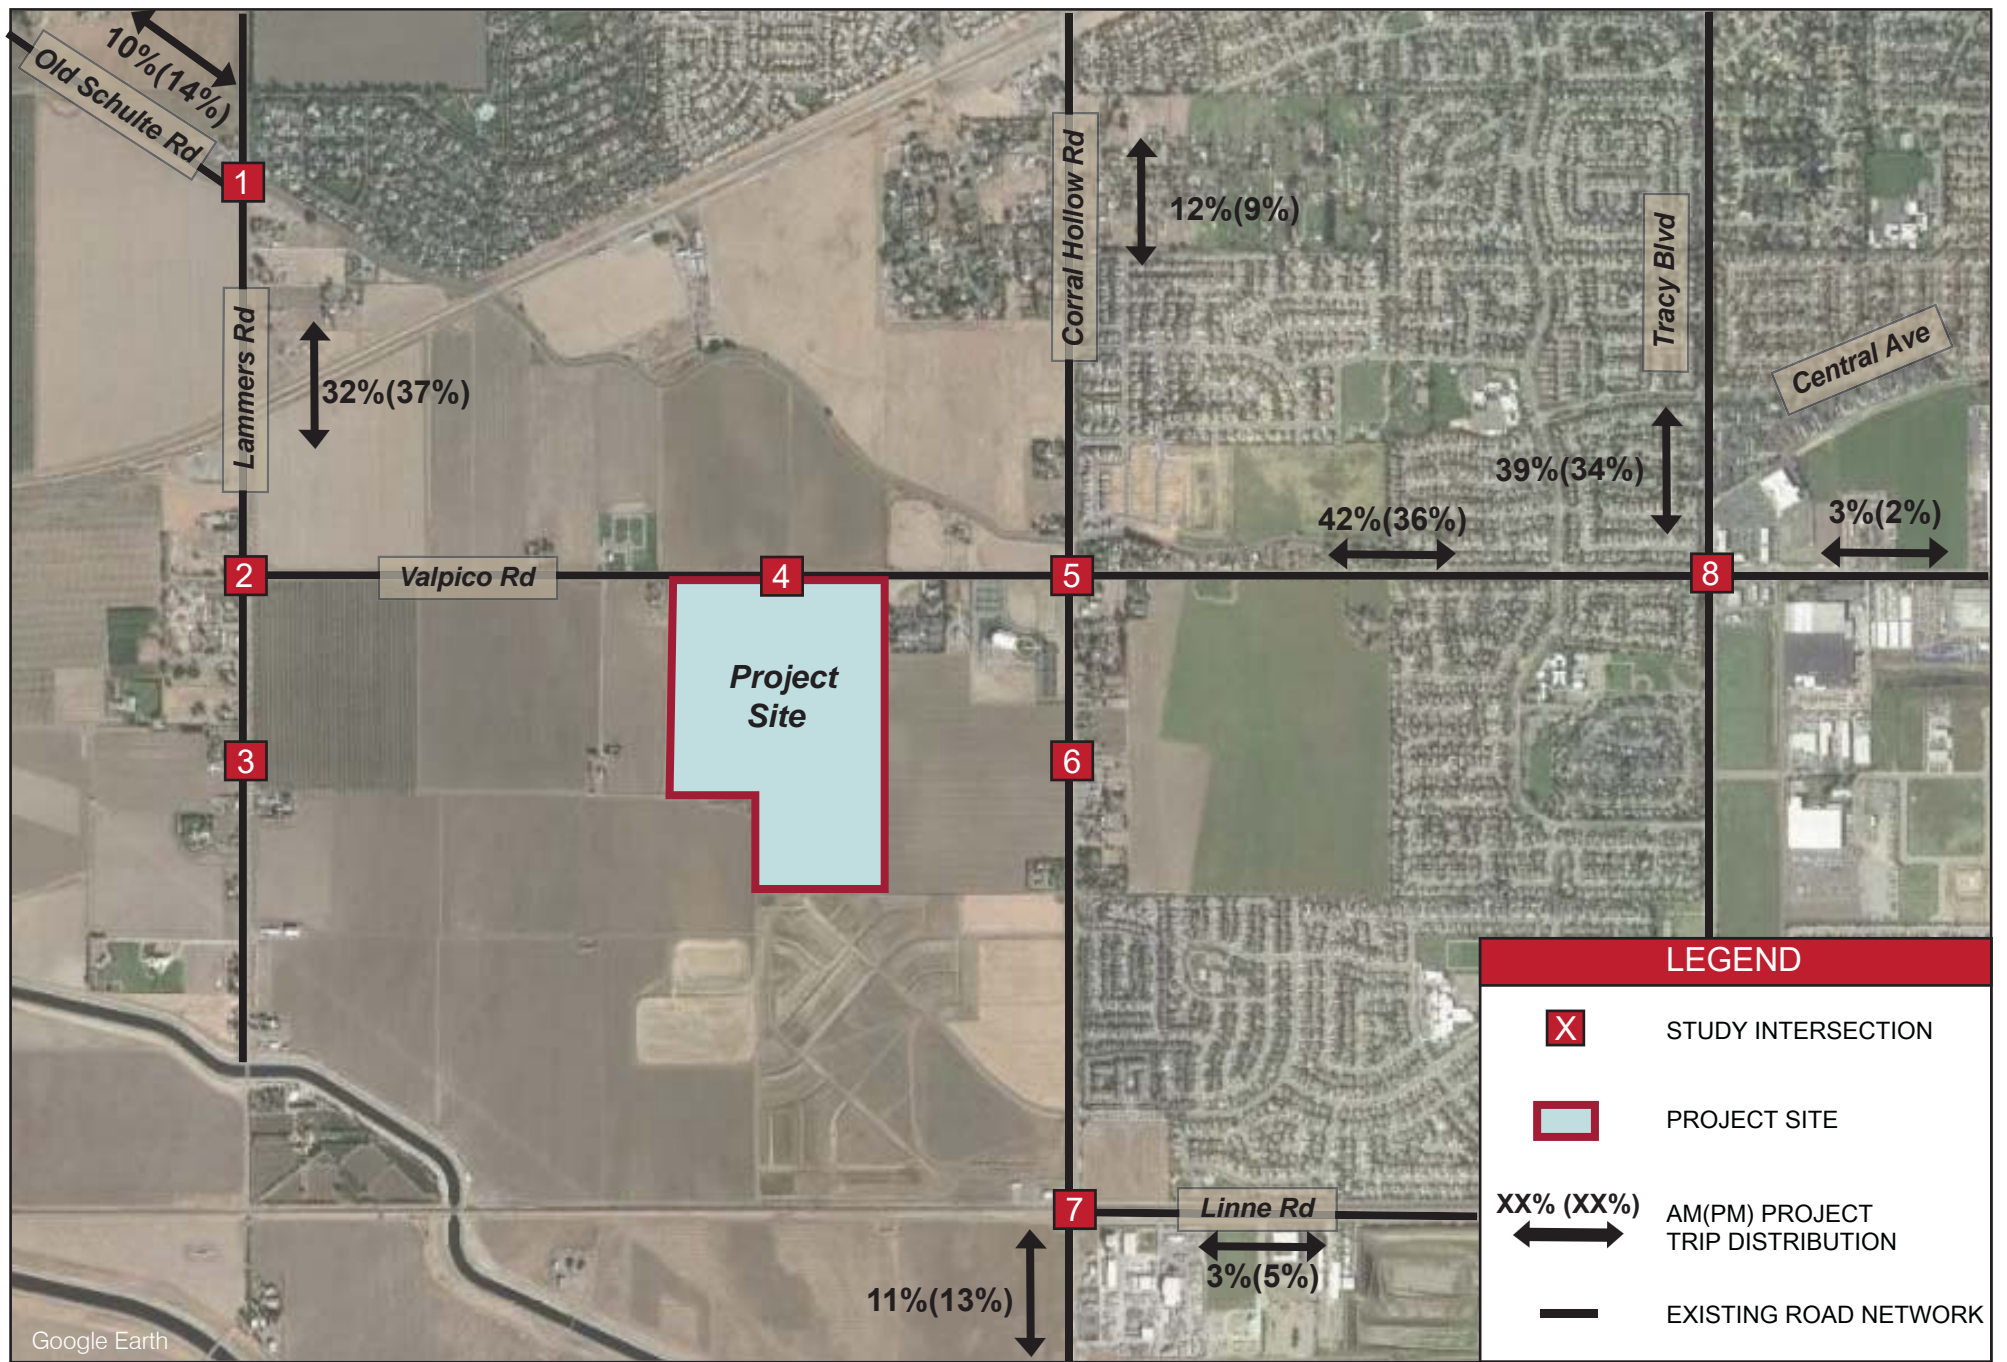 10%(14%)
Old Schulte Rd
1
Lammers Rd
32%(37%)
Corral Hollow Rd
12%(9%)
Tracy Blvd
Central Ave
39%(34%)
42%(36%)
3%(2%)
2
Valpico Rd
4
5
8
Project
Site
3
6
7
Linne Rd
3%(5%)
11%(13%)
Google Earth
LEGEND
X
STUDY INTERSECTION
PROJECT SITE
XX% (XX%)
AM(PM) PROJECT
TRIP DISTRIBUTION
EXISTING ROAD NETWORK